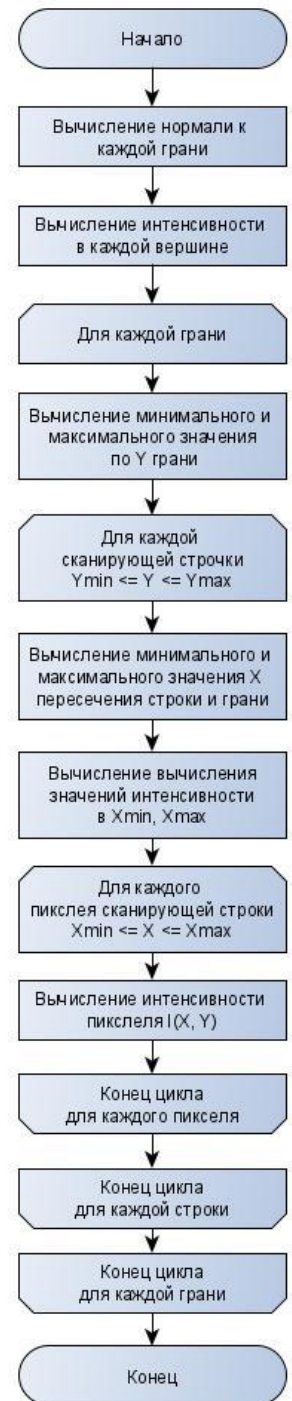 Начало
Вычисление нормали к
каждой грани
Вычисление интенсивности
в каждой вершине
Для каждой грани
Вычисление минимального и
максимального значения
по Y грани
Для каждой
сканирующей строчки
Ymin <= Y <= Ymax
Вычисление минимального и
максимального значения X
пересечения строки и грани
Вычисление вычисления
значений интенсивности
в Xmin, Xmax
Для каждого
пикслея сканирующей строки
Xmin <= X <= Xmax
Вычисление интенсивности
пикслеля I(X, Y)
Конец цикла
для каждого пикселя
Конец цикла
для каждой строки
Конец цикла
для каждой грани
Конец